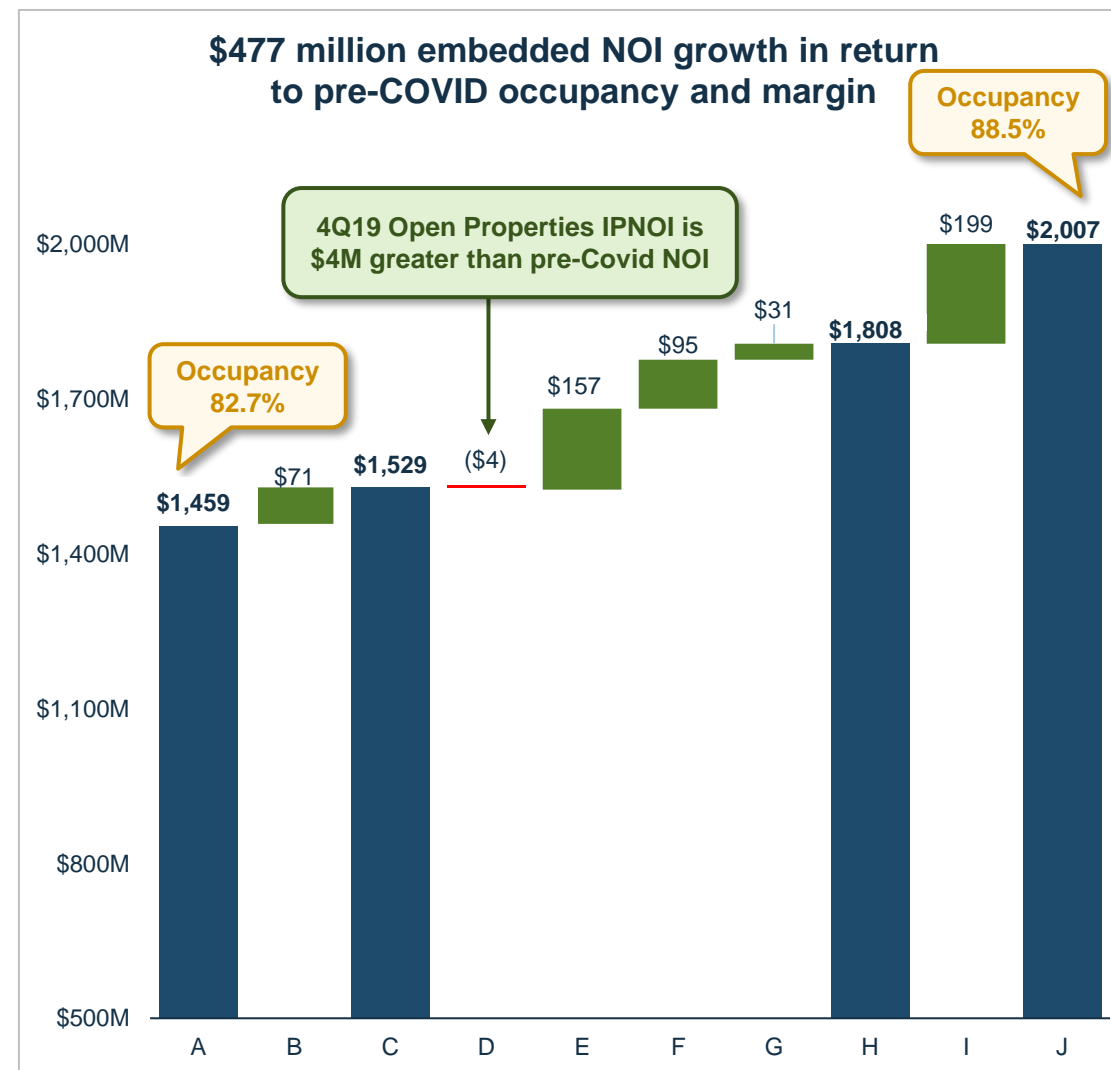 $477 million embedded NOI growth in return
to pre-COVID occupancy and margin
Occupancy
88.5%
4Q19 Open Properties IPNOI is
$4M greater than pre-Covid NOI
Occupancy
82.7%
$2,000M
$1,700M
$1,400M
$1,100M
$800M
$500M
$1,459
$71
$1,529
($4)
$157
$95
$31
$1,808
$199
$2,007
A B C D E F G H I J